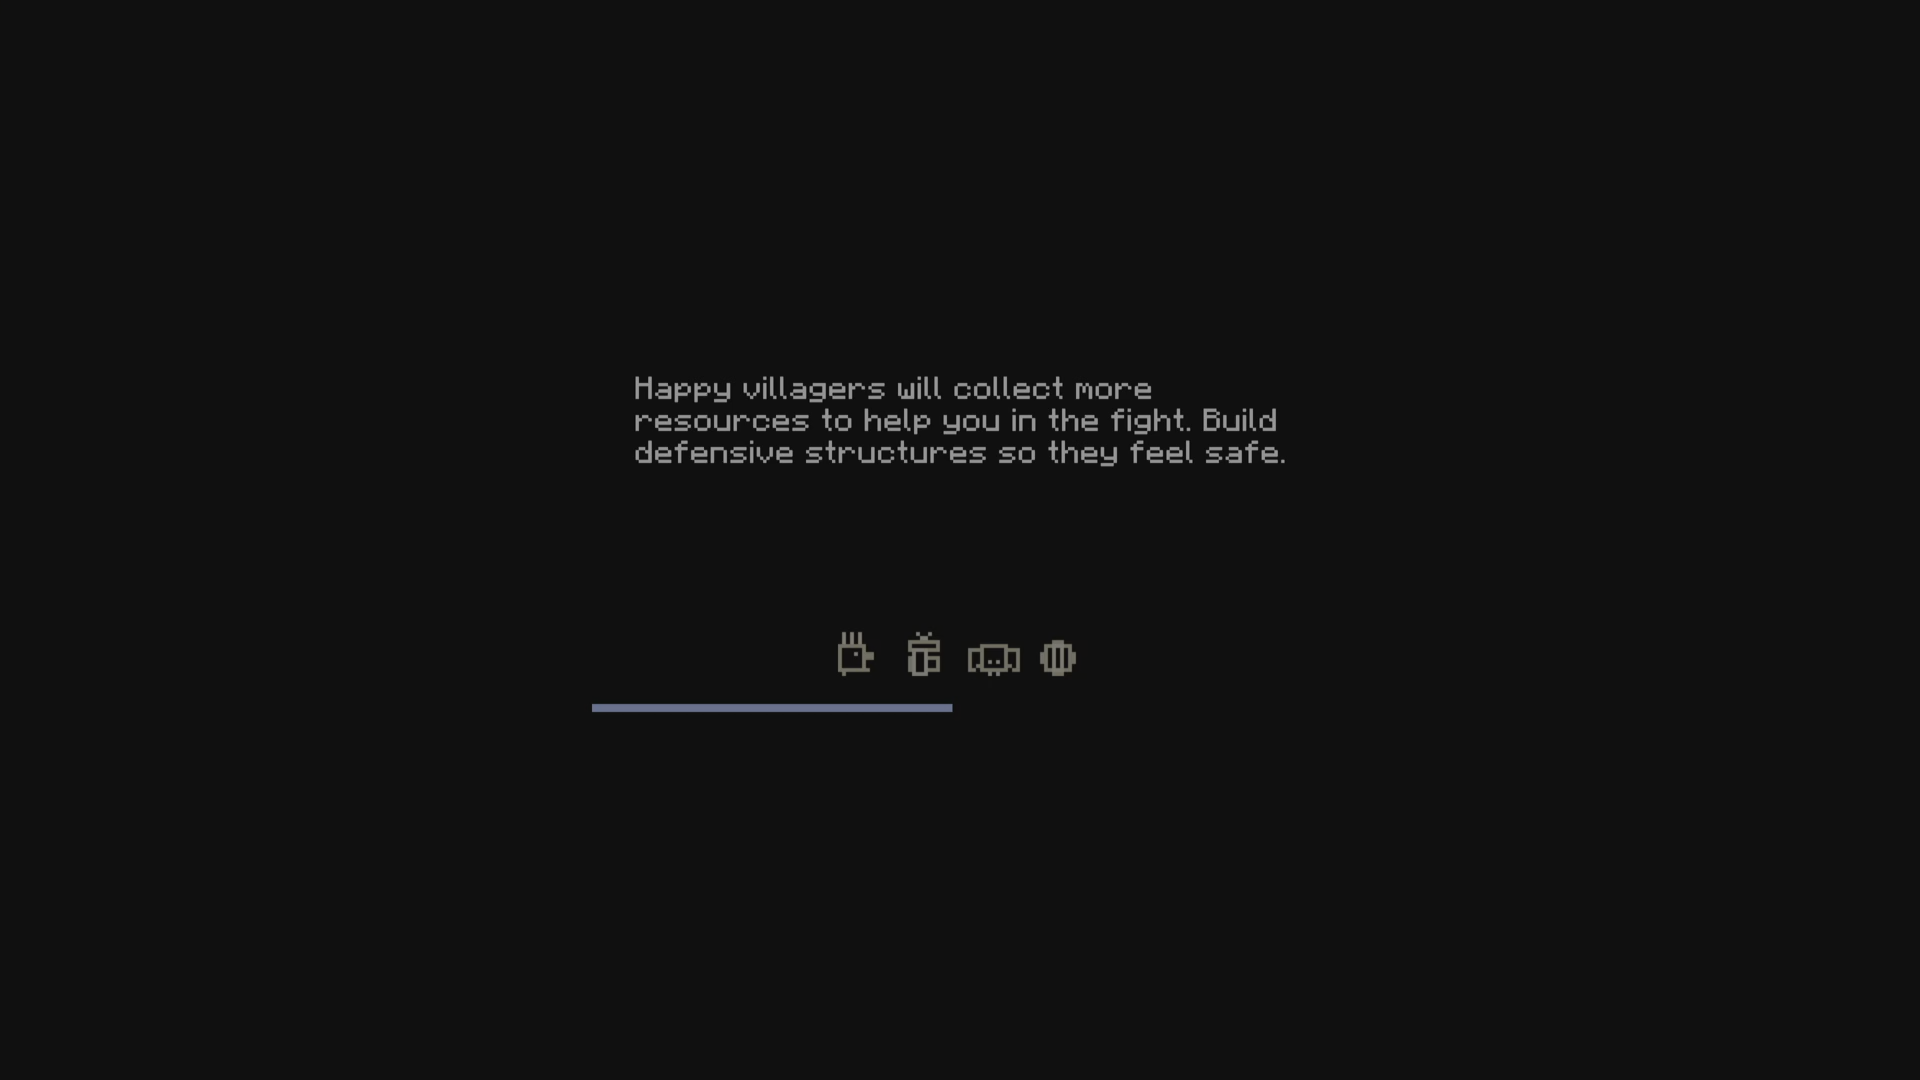 Happy villagers will collect more
resources to help you in the fight. Build
defensive structures so they feel safe.